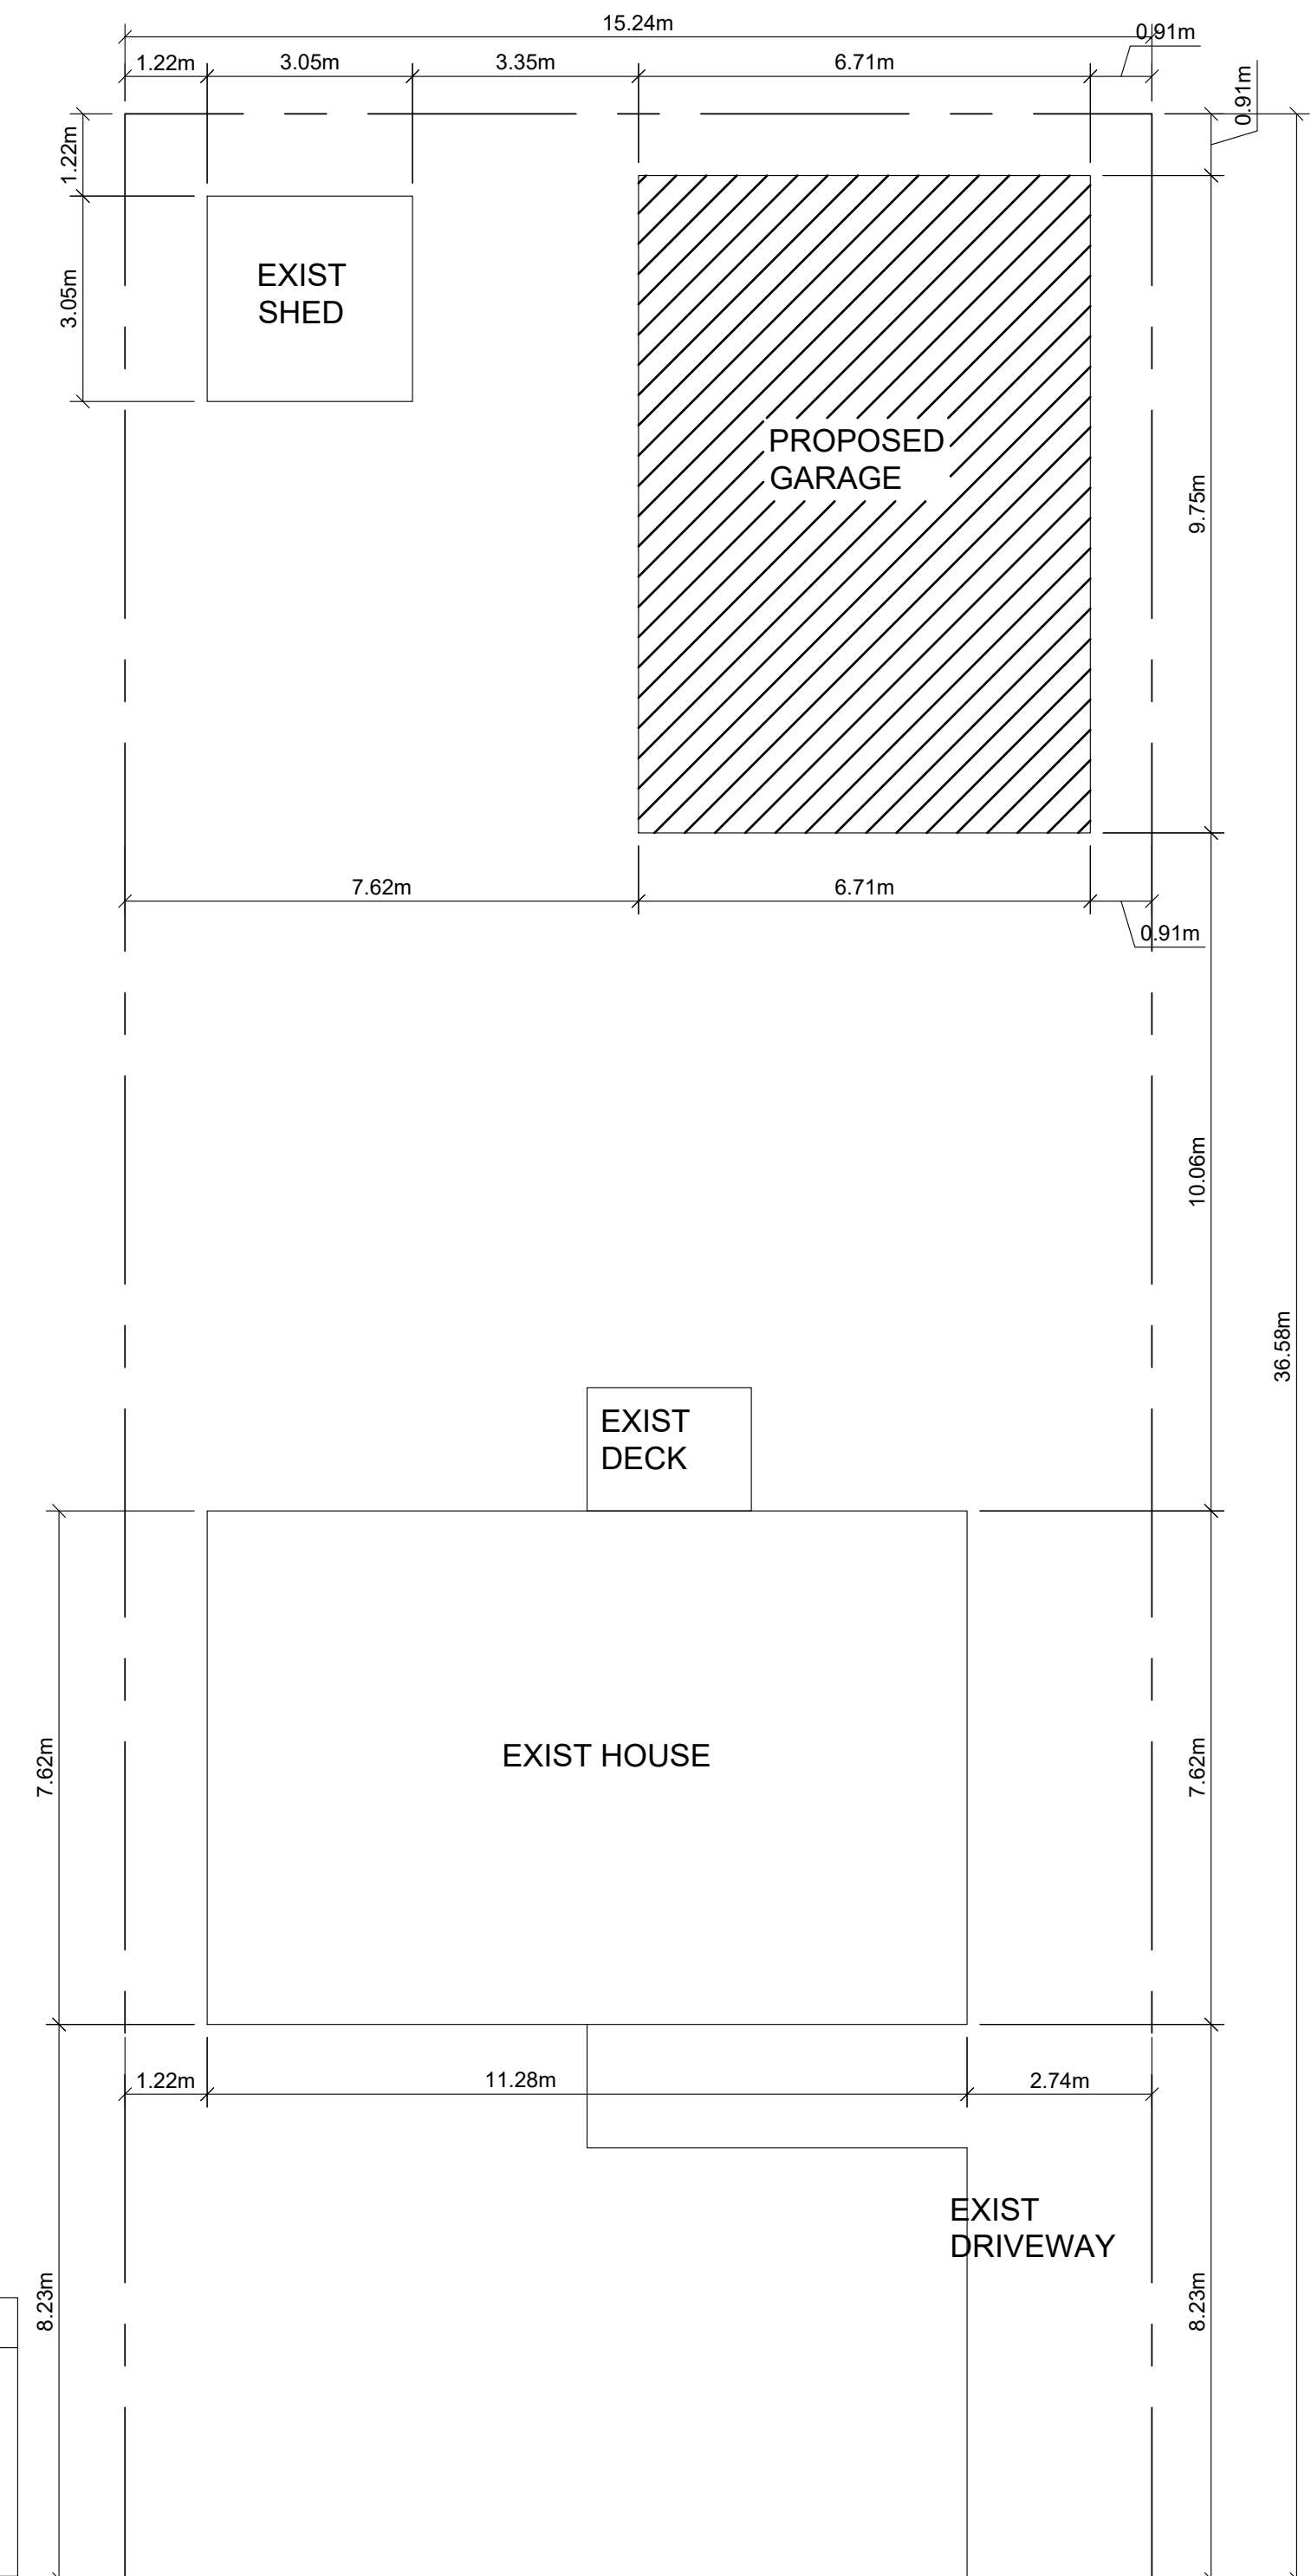 15.24m
0.91m
1.22m
3.05m
3.35m
6.71m
0.91m
1.22m
3.05m
EXIST
SHED
PROPOSED
GARAGE
9.75m
7.62m
6.71m
0.91m
10.06m
36.58m
EXIST
DECK
7.62m
EXIST HOUSE
7.62m
1.22m
11.28m
2.74m
EXIST
DRIVEWAY
8.23m
8.23m